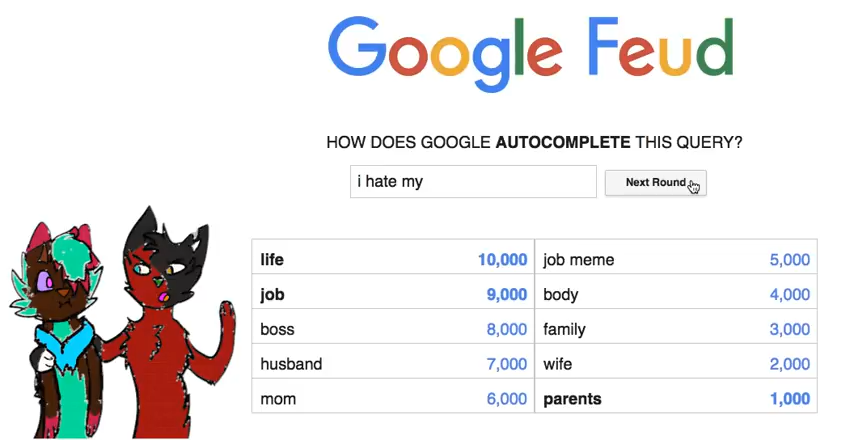 Google Feud
HOW DOES GOOGLE AUTOCOMPLETE THIS QUERY?
i hate my
Next Round
life 10,000
job 9,000
boss 8,000
husband 7,000
mom 6,000
job meme 5,000
body 4,000
family 3,000
wife 2,000
parents 1,000